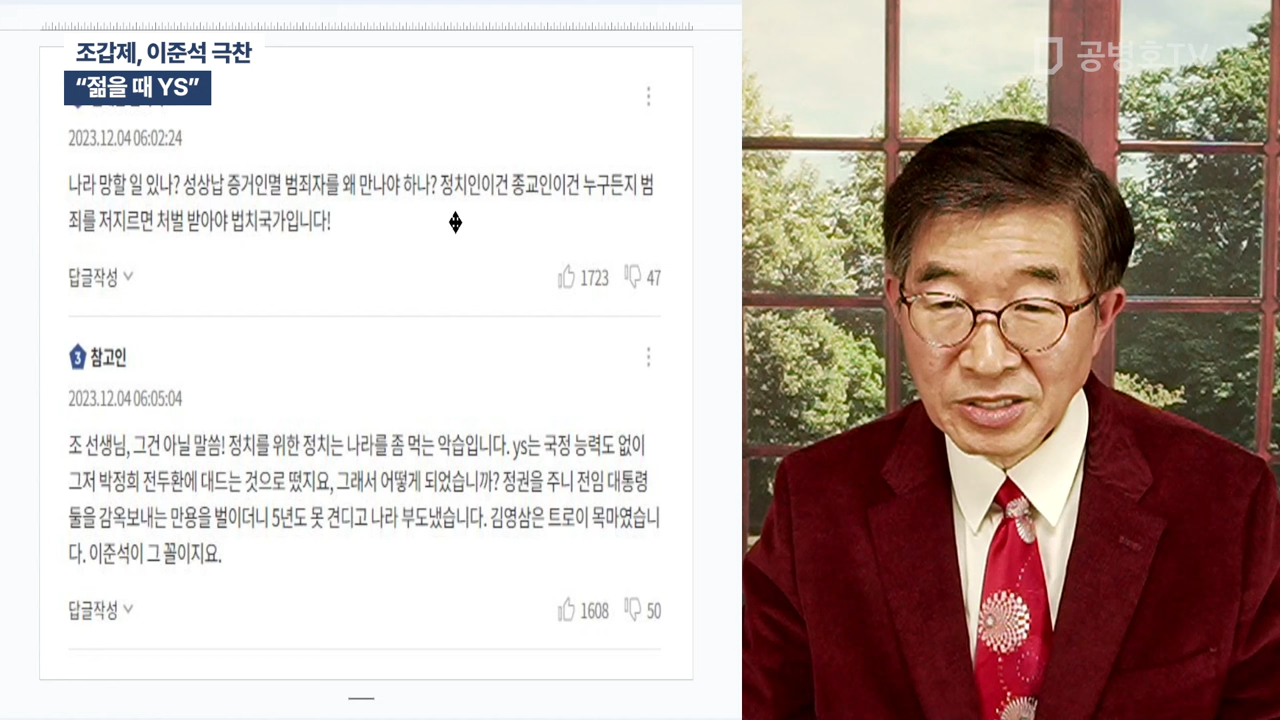 조갑제, 이준석 극찬
“젊을 때 YS”
공병호TV
2023.12.04 06:02:24
나라 망할 일 있나? 성상납 증거인멸 범죄자를 왜 만나야 하나? 정치인이건 종교인이건 누구든지 범
죄를 저지르면 처벌 받아야 법치국가입니다!
답글작성
1723 47
3 참고인
2023.12.04 06:05:04
조 선생님, 그건 아닐 말씀! 정치를 위한 정치는 나라를 좀 먹는 악습입니다. ys는 국정 능력도 없이
그저 박정희 전두환에 대드는 것으로 떴지요, 그래서 어떻게 되었습니까? 정권을 주니 전임 대통령
둘을 감옥보내는 만용을 벌이더니 5년도 못 견디고 나라 부도냈습니다. 김영삼은 트로이 목마였습니
다. 이준석이 그 꼴이지요.
답글작성
1608 50